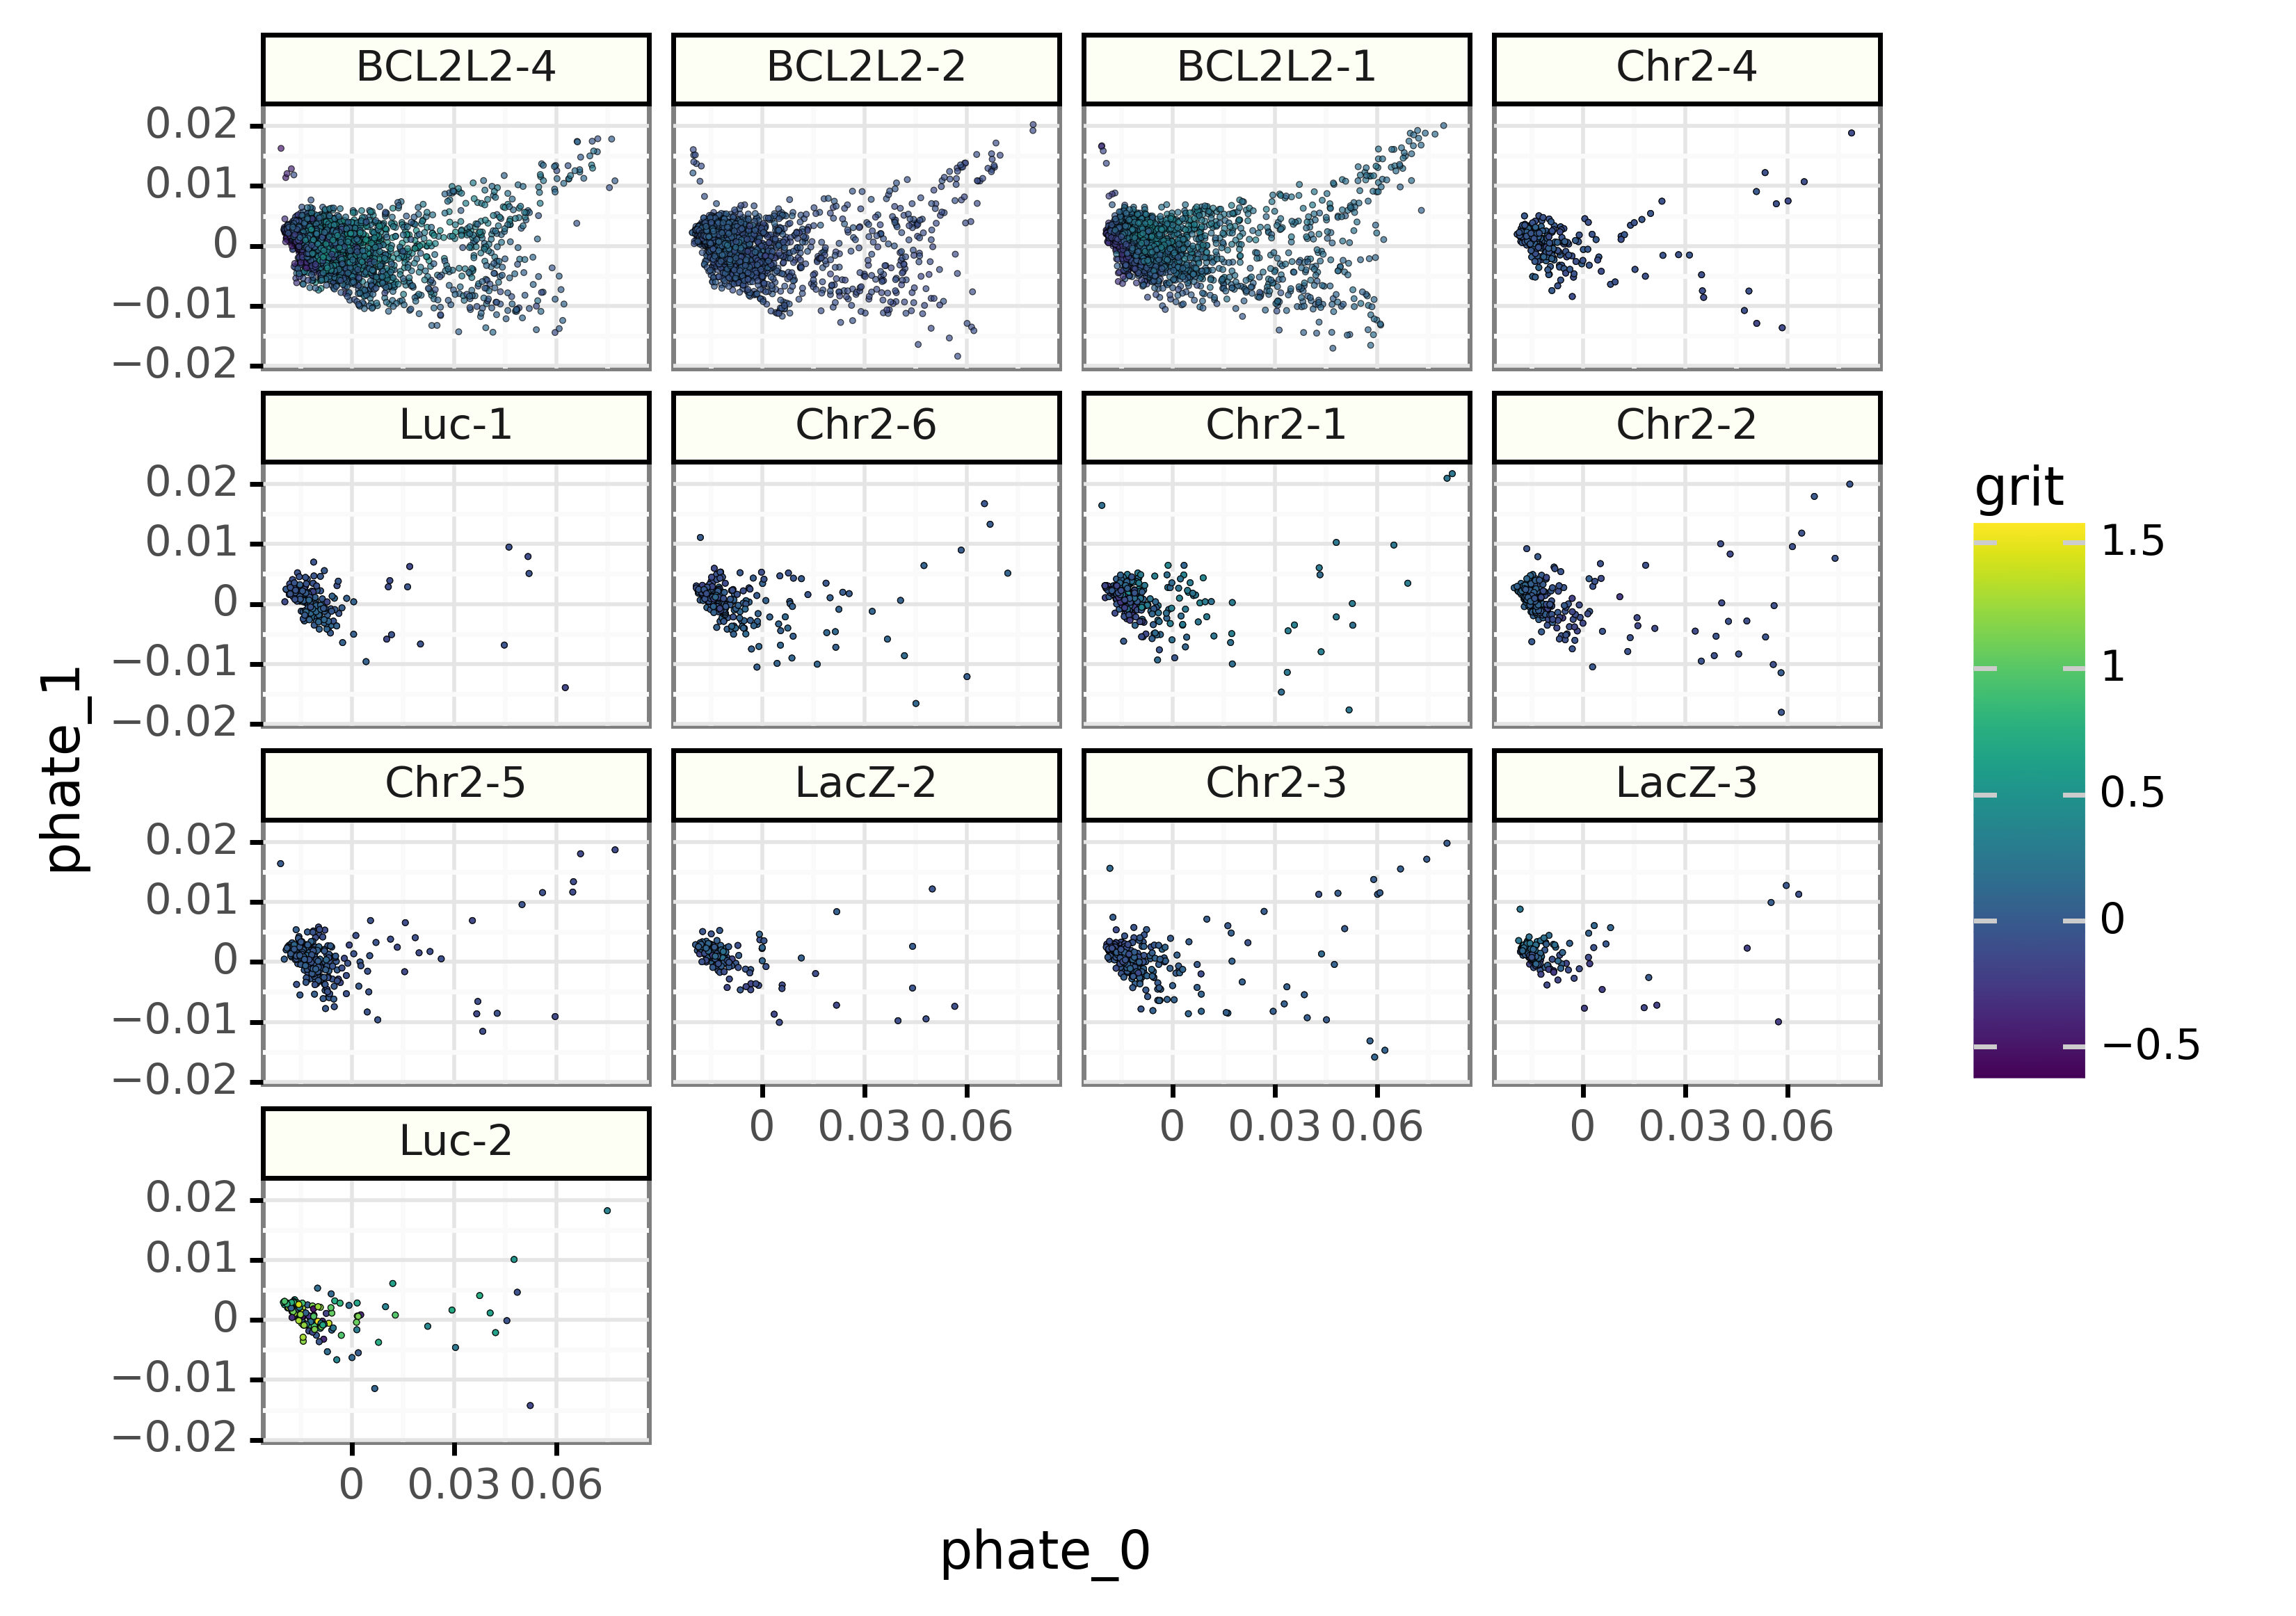 BCL2L2-4 BCL2L2-2 BCL2L2-1 Chr2-4
0.02
0.01
0
−0.01
−0.02
Luc-1 Chr2-6 Chr2-1 Chr2-2
0.02
0.01
0
−0.01
−0.02
Chr2-5 LacZ-2 Chr2-3 LacZ-3
0.02
0.01
0
−0.01
−0.02
0 0.03 0.06 0 0.03 0.06 0 0.03 0.06
Luc-2
0.02
0.01
0
−0.01
−0.02
0 0.03 0.06
phate_0
phate_1
grit
1.5
1
0.5
0
−0.5